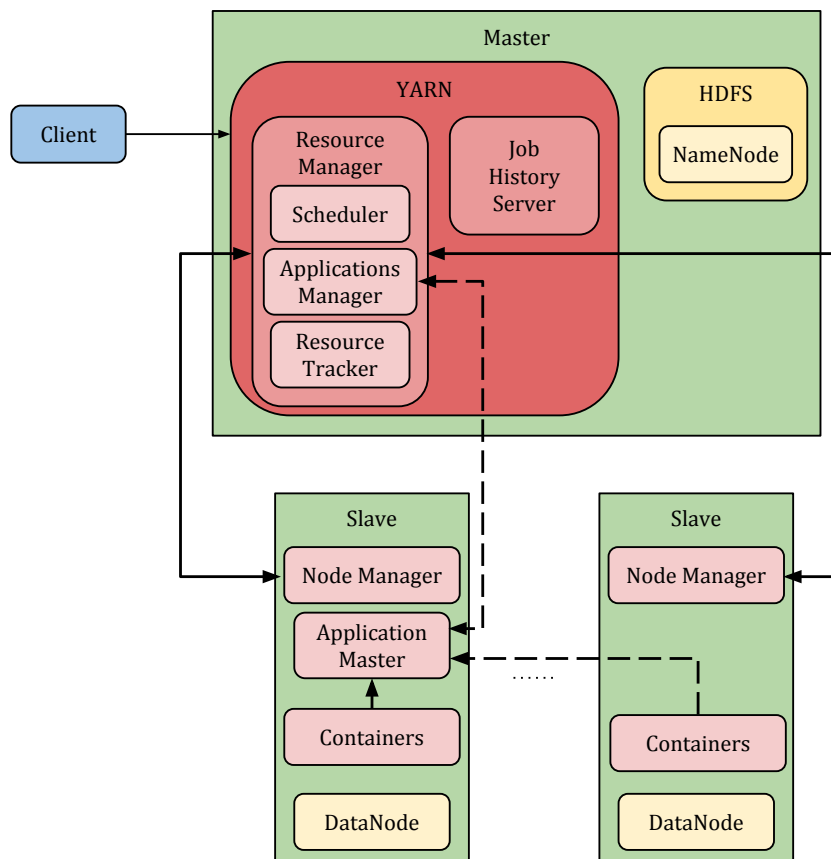 Master
YARN
HDFS
Client
Resource
Manager
Job
History
Server
NameNode
Scheduler
Applications
Manager
Resource
Tracker
Slave
Slave
Node Manager
Node Manager
Application
Master
......
Containers
Containers
DataNode
DataNode